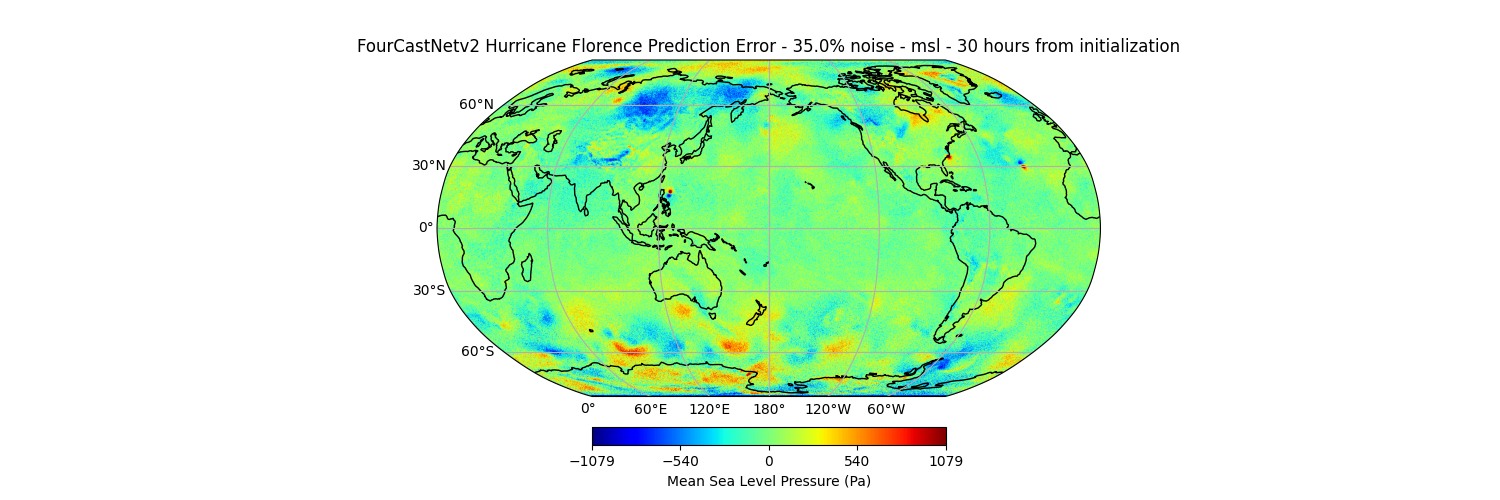 FourCastNetv2 Hurricane Florence Prediction Error - 35.0% noise - msl - 30 hours from initialization
60°N
30°N
0°
30°S
60°S
0° 60°E 120°E 180° 120°W 60°W
−1079 −540 0 540 1079
Mean Sea Level Pressure (Pa)